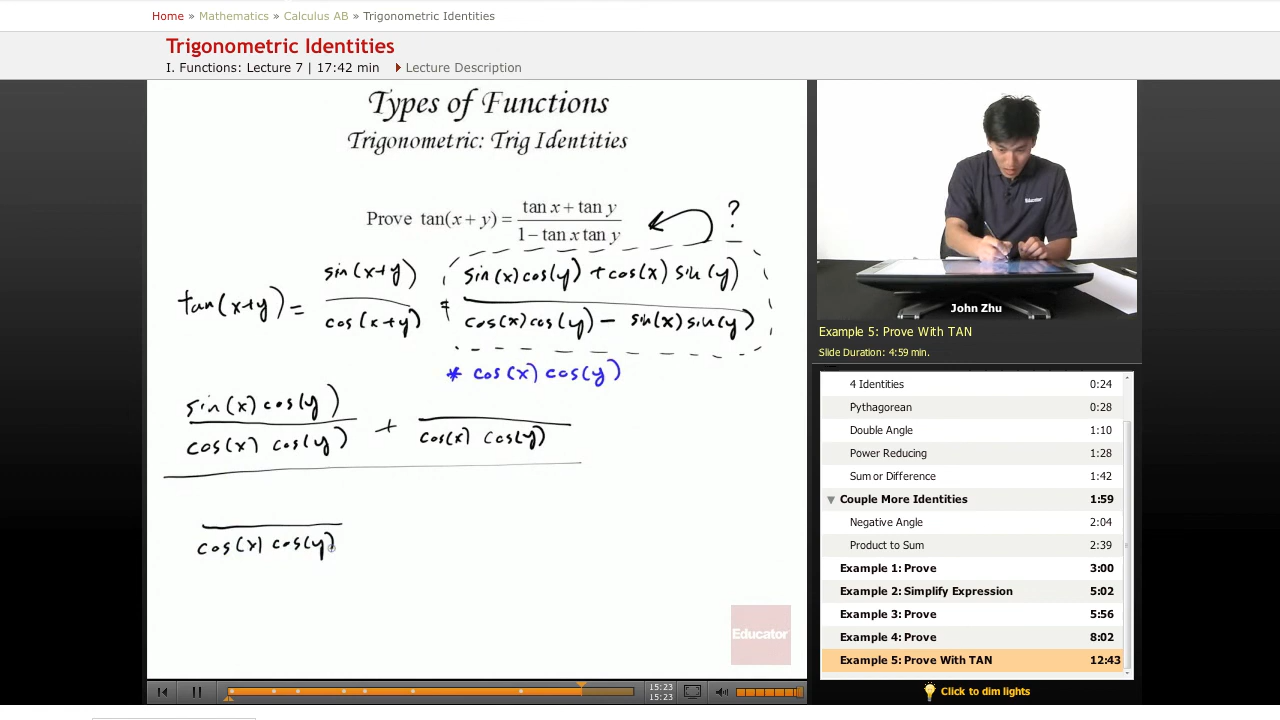 Home » Mathematics » Calculus AB » Trigonometric Identities
Trigonometric Identities
I. Functions: Lecture 7 | 17:42 min Lecture Description
Types of Functions
Trigonometric: Trig Identities
Prove tan(x + y) = (tan x + tan y) / (1 − tan x tan y) ?
tan(x+y) = sin(x+y) / cos(x+y) = sin(x)cos(y) + cos(x)sin(y) / cos(x)cos(y) − sin(x)sin(y)
* cos(x) cos(y)
sin(x) cos(y) +
cos(x) cos(y) cos(x) cos(y)
cos(x) cos(y)
Educator
Educator
John Zhu
Example 5: Prove With TAN
Slide Duration: 4:59 min.
4 Identities 0:24
Pythagorean 0:28
Double Angle 1:10
Power Reducing 1:28
Sum or Difference 1:42
Couple More Identities 1:59
Negative Angle 2:04
Product to Sum 2:39
Example 1: Prove 3:00
Example 2: Simplify Expression 5:02
Example 3: Prove 5:56
Example 4: Prove 8:02
Example 5: Prove With TAN 12:43
15:23
15:23
Click to dim lights